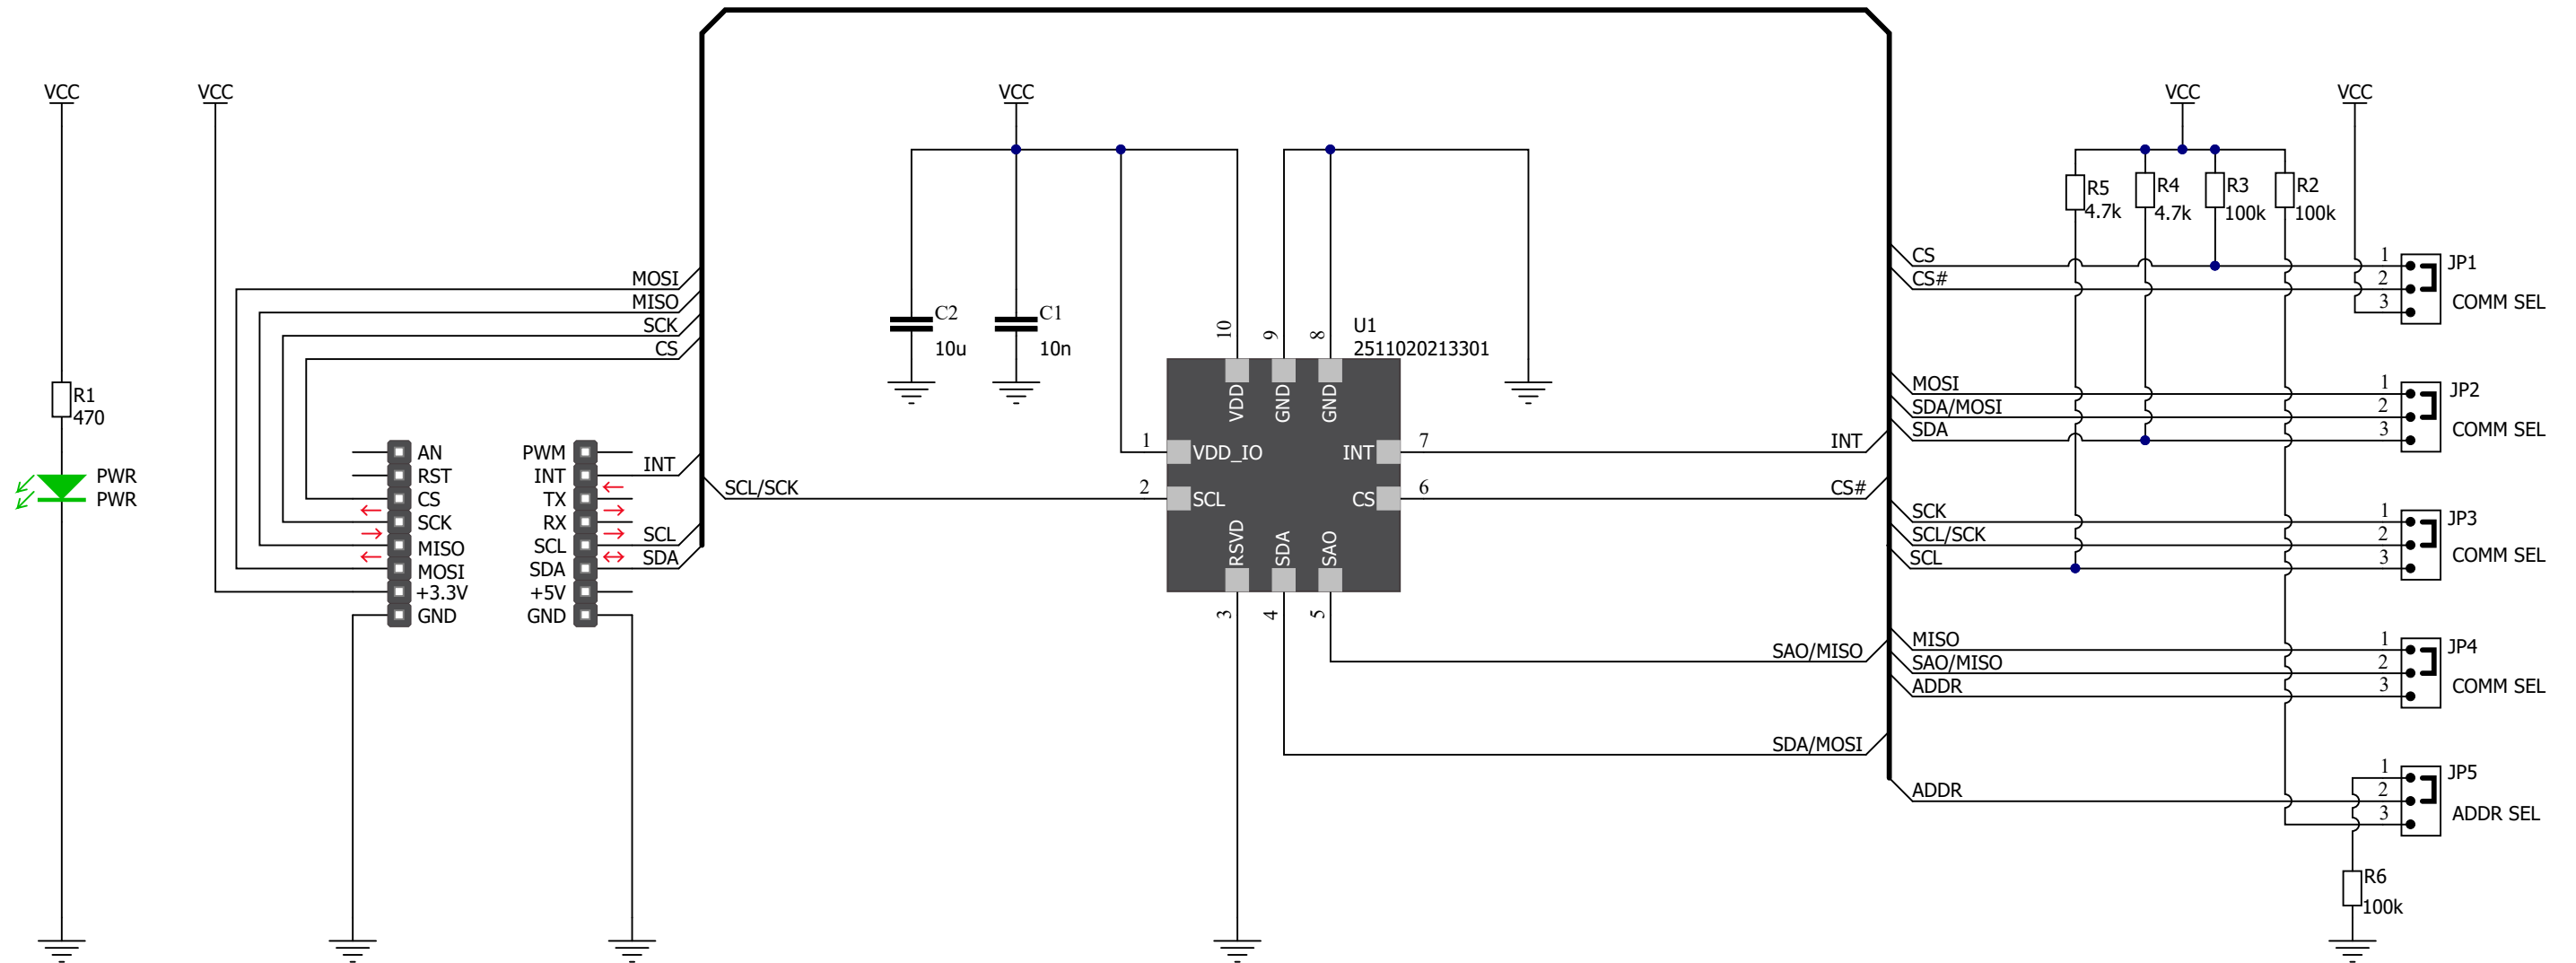 VCC
R1
470
PWR
PWR
VCC
MOSI
MISO
SCK
CS
AN
RST
CS
SCK
MISO
MOSI
+3.3V
GND
PWM
INT
TX
RX
SCL
SDA
+5V
GND
INT
SCL
SDA
SCL/SCK
VCC
C2
10u
C1
10n
U1
2511020213301
10
9
8
VDD
GND
GND
1
VDD_IO
INT
7
INT
2
SCL
CS
6
CS#
RSVD
SDA
SAO
3
4
5
SAO/MISO
SDA/MOSI
VCC
VCC
R5
4.7k
R4
4.7k
R3
100k
R2
100k
CS
1
JP1
CS#
2
3
COMM SEL
MOSI
1
JP2
SDA/MOSI
2
SDA
3
COMM SEL
SCK
1
JP3
SCL/SCK
2
SCL
3
COMM SEL
MISO
1
JP4
SAO/MISO
2
ADDR
3
COMM SEL
1
JP5
ADDR
2
3
ADDR SEL
R6
100k